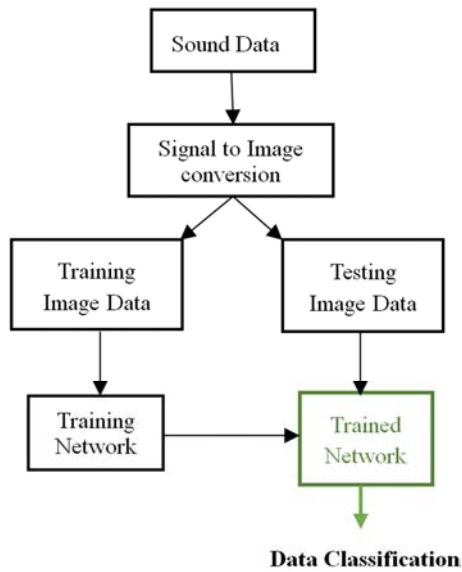 Sound Data
Signal to Image
conversion
Training
Image Data
Testing
Image Data
Training
Network
Trained
Network
Data Classification